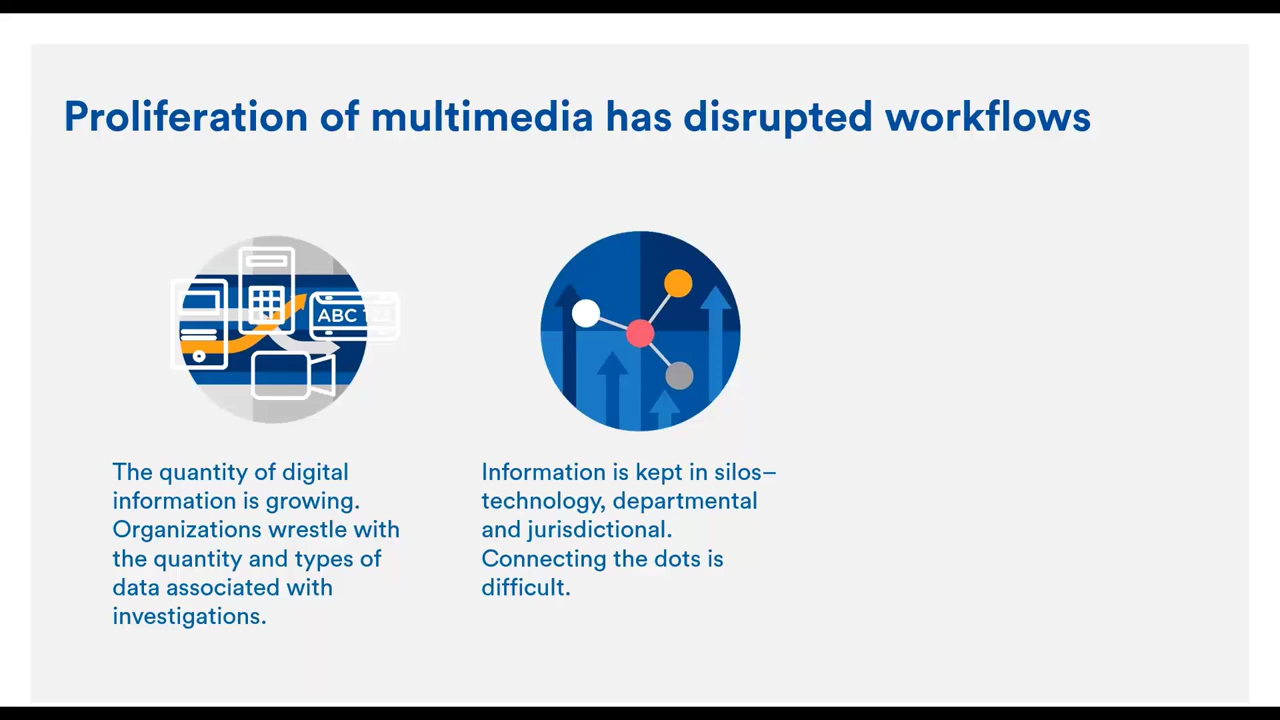 Proliferation of multimedia has disrupted workflows
ABC
The quantity of digital
information is growing.
Organizations wrestle with
the quantity and types of
data associated with
investigations.
Information is kept in silos–
technology, departmental
and jurisdictional.
Connecting the dots is
difficult.